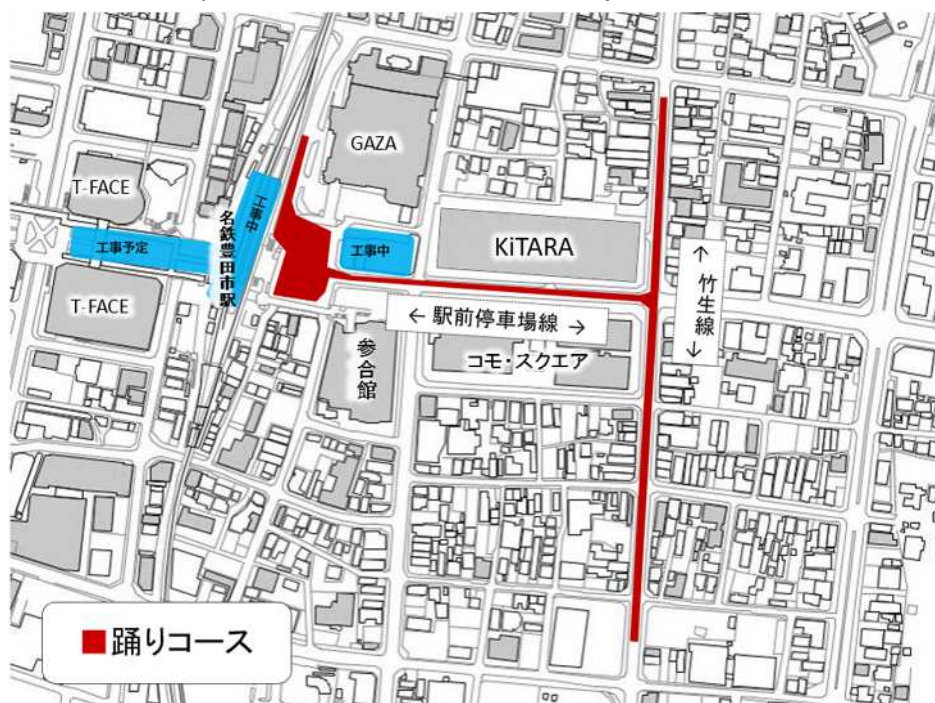 GAZA
T-FACE
工事中
名鉄豊田市駅
工事予定
工事中
KiTARA
↑竹生線↓
T-FACE
← 駅前停車場線 →
参合館
コモ・スクエア
■踊りコース